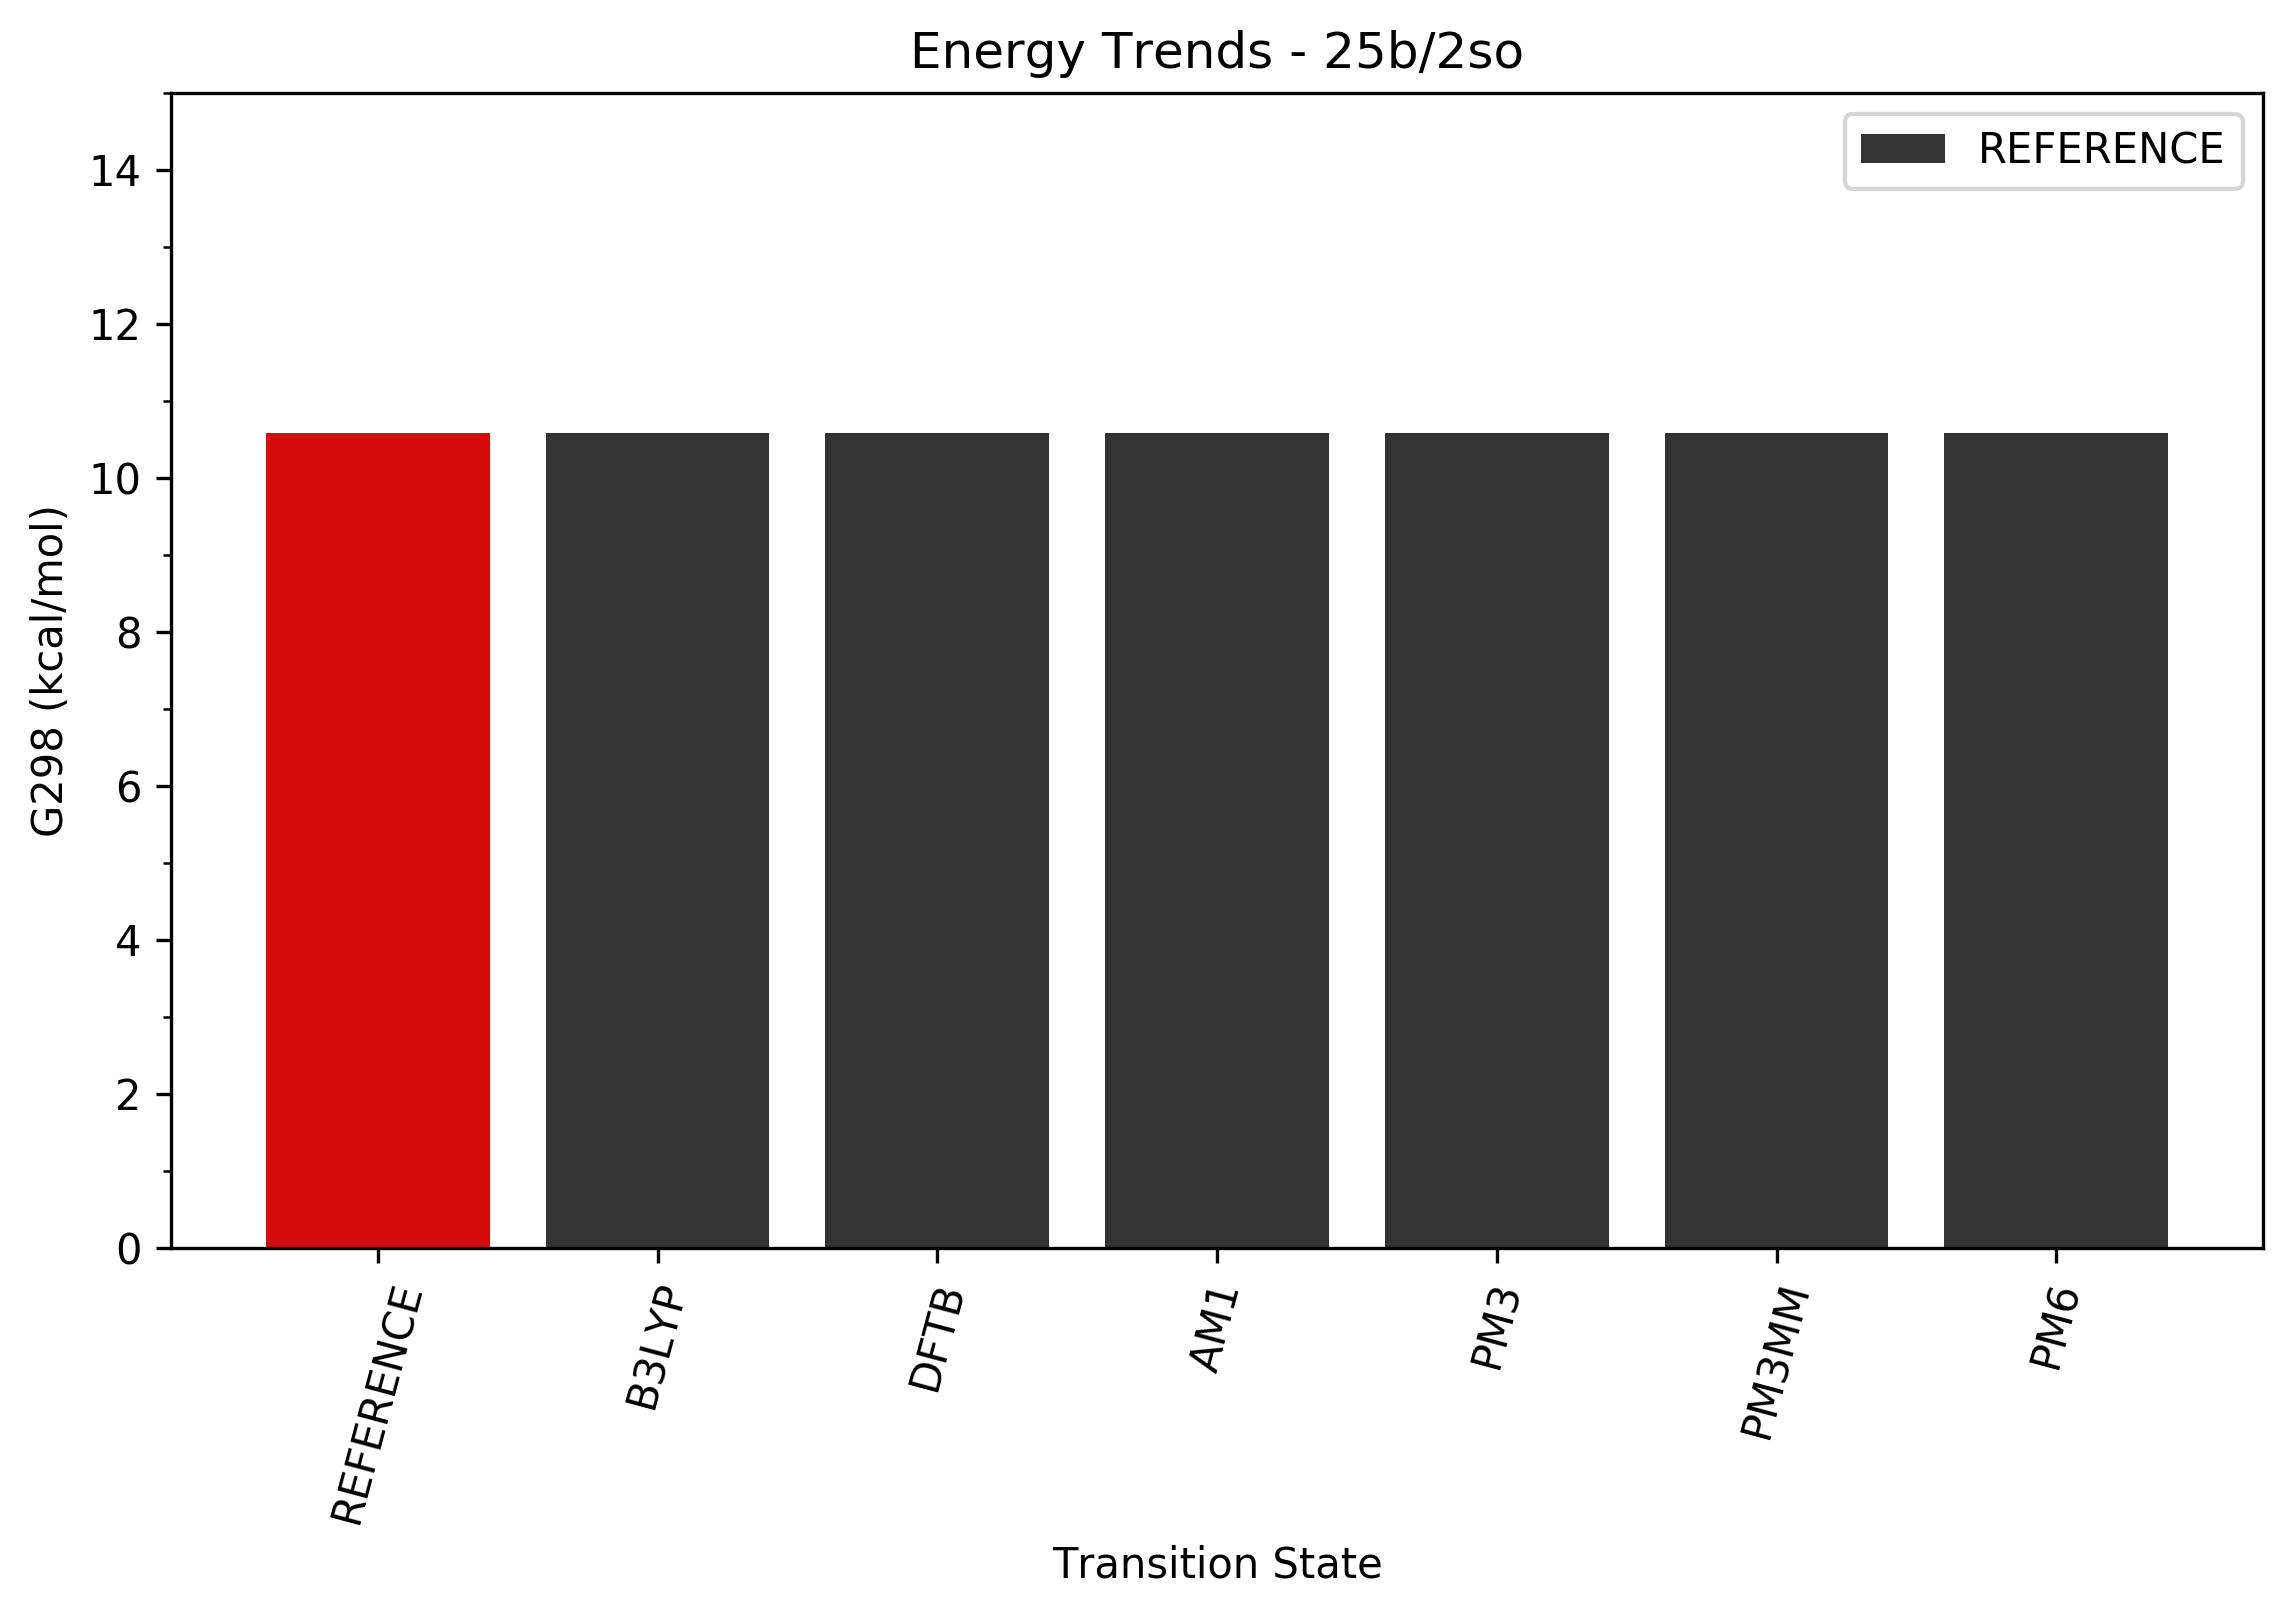 Energy Trends - 25b/2so
REFERENCE
14
12
10
8
6
4
2
0
G298 (kcal/mol)
REFERENCE
B3LYP
DFTB
AM1
PM3
PM3MM
PM6
Transition State